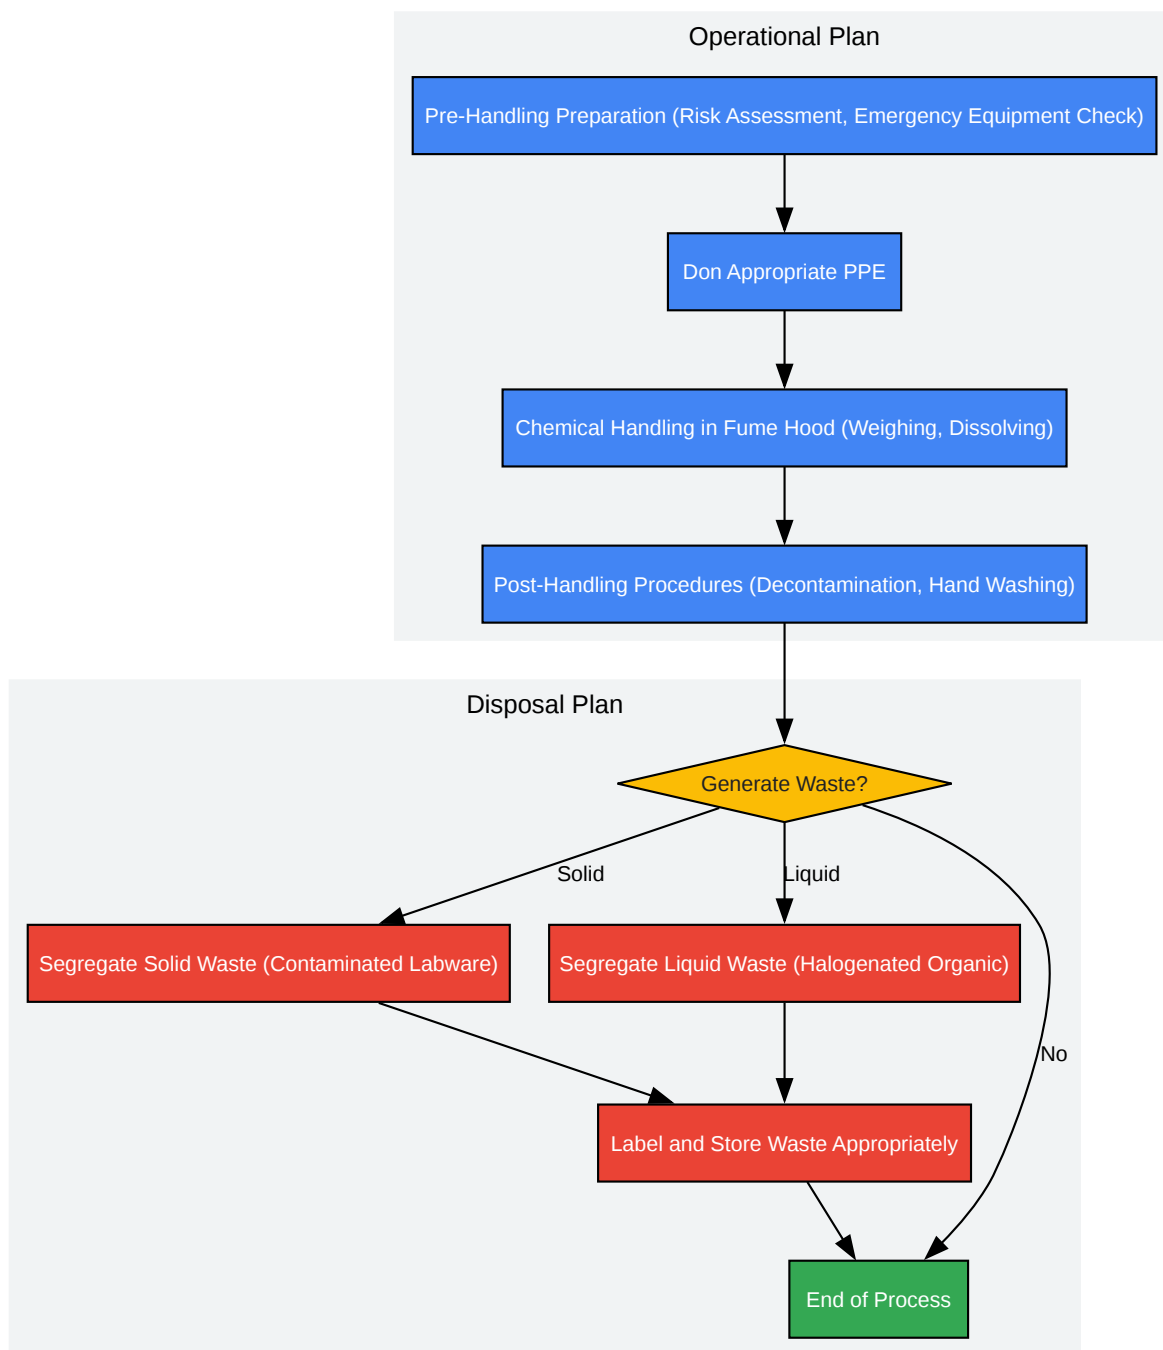 Operational Plan
Pre-Handling Preparation (Risk Assessment, Emergency Equipment Check)
Don Appropriate PPE
Chemical Handling in Fume Hood (Weighing, Dissolving)
Post-Handling Procedures (Decontamination, Hand Washing)
Disposal Plan
Generate Waste?
Solid
Liquid
Segregate Solid Waste (Contaminated Labware)
Segregate Liquid Waste (Halogenated Organic)
No
Label and Store Waste Appropriately
End of Process